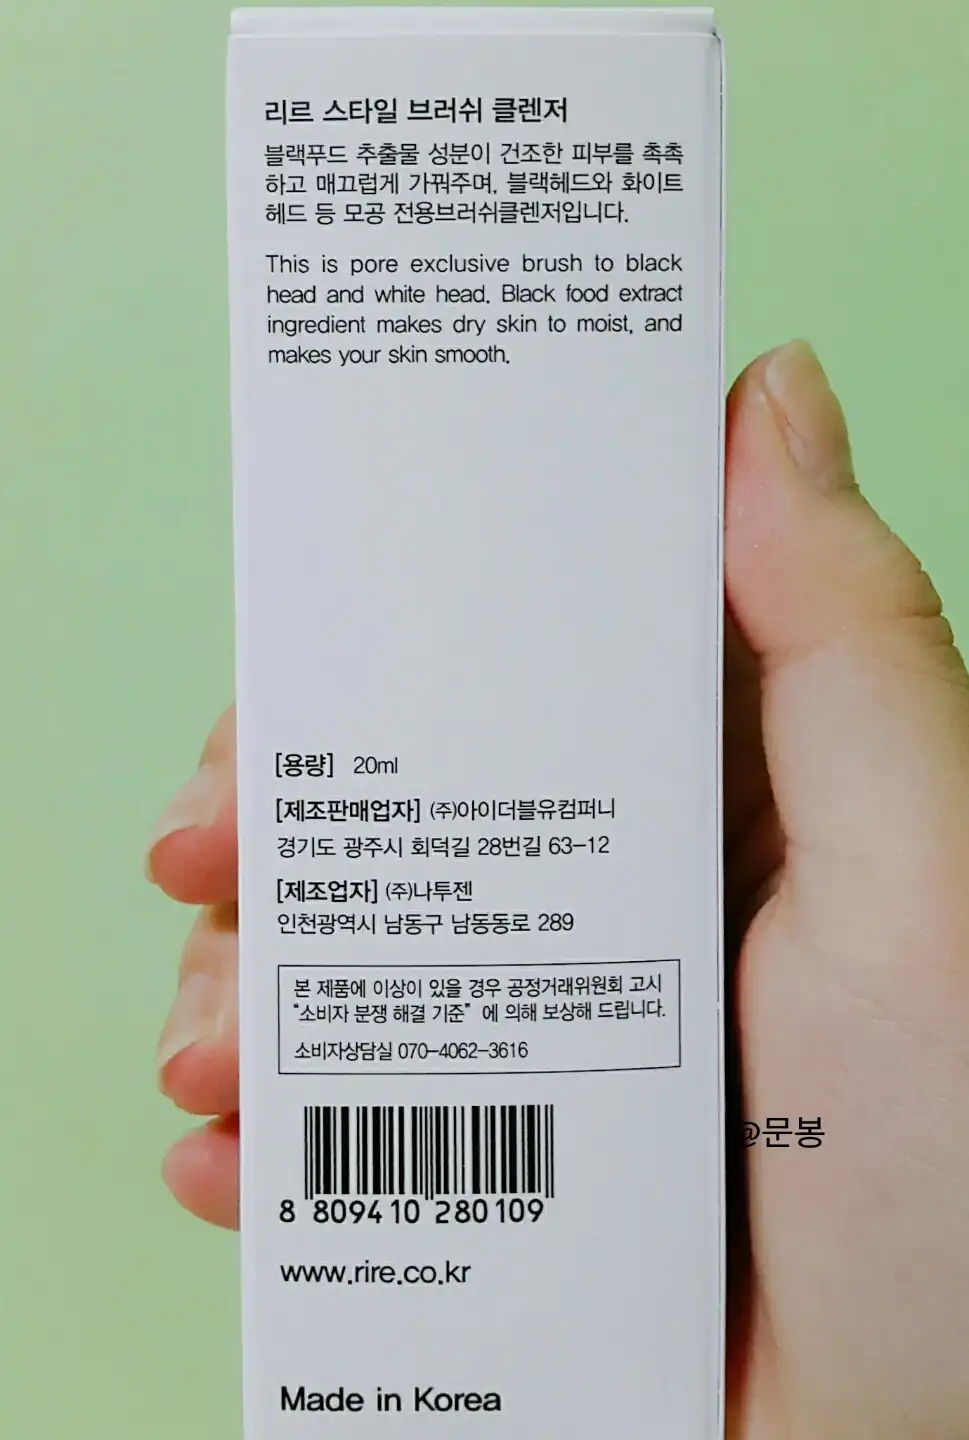 리르 스타일 브러쉬 클렌저
블랙푸드 추출물 성분이 건조한 피부를 촉촉
하고 매끄럽게 가꿔주며, 블랙헤드와 화이트
헤드 등 모공 전용브러쉬클렌저입니다.
This is pore exclusive brush to black
head and white head. Black food extract
ingredient makes dry skin to moist, and
makes your skin smooth.
[용량] 20ml
[제조판매업자] (주)아이더블유컴퍼니
경기도 광주시 회덕길 28번길 63-12
[제조업자] (주)나투젠
인천광역시 남동구 남동동로 289
본 제품에 이상이 있을 경우 공정거래위원회 고시
"소비자 분쟁 해결 기준" 에 의해 보상해 드립니다.
소비자상담실 070-4062-3616
8 809410 280109
www.rire.co.kr
Made in Korea
@문봉